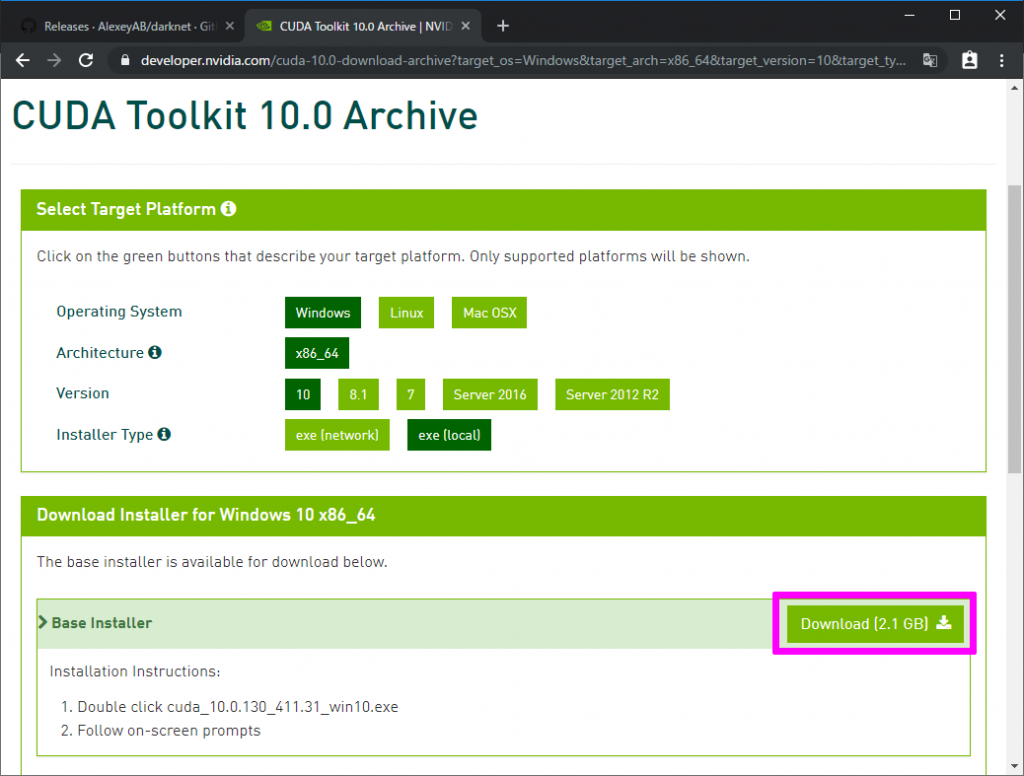 Releases · AlexeyAB/darknet · Git
CUDA Toolkit 10.0 Archive | NVID
developer.nvidia.com/cuda-10.0-download-archive?target_os=Windows&target_arch=x86_64&target_version=10&target_ty...
CUDA Toolkit 10.0 Archive
Select Target Platform
Click on the green buttons that describe your target platform. Only supported platforms will be shown.
Operating System Windows Linux Mac OSX
Architecture x86_64
Version 10 8.1 7 Server 2016 Server 2012 R2
Installer Type exe (network) exe (local)
Download Installer for Windows 10 x86_64
The base installer is available for download below.
Base Installer Download (2.1 GB)
Installation Instructions:
1. Double click cuda_10.0.130_411.31_win10.exe
2. Follow on-screen prompts